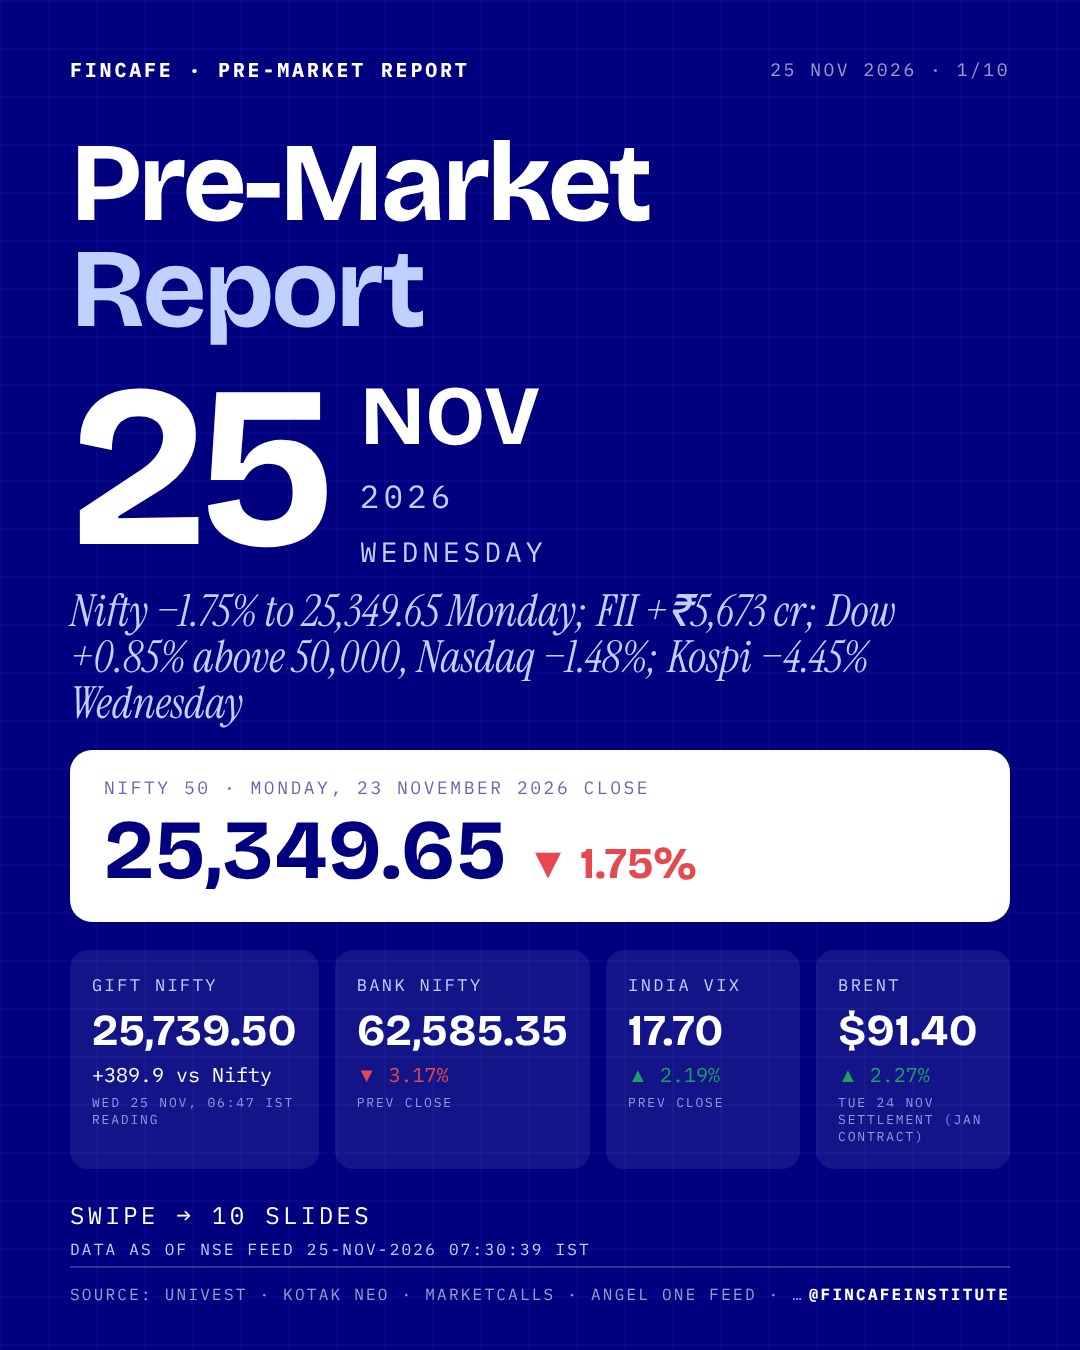 FINCAFE · PRE-MARKET REPORT
25 NOV 2026 · 1/10
Pre-Market
Report
25
NOV
2026
WEDNESDAY
Nifty −1.75% to 25,349.65 Monday; FII +₹5,673 cr; Dow
+0.85% above 50,000, Nasdaq −1.48%; Kospi −4.45%
Wednesday
NIFTY 50 · MONDAY, 23 NOVEMBER 2026 CLOSE
25,349.65 ▼ 1.75%
GIFT NIFTY
25,739.50
+389.9 vs Nifty
WED 25 NOV, 06:47 IST
READING
BANK NIFTY
62,585.35
▼ 3.17%
PREV CLOSE
INDIA VIX
17.70
▲ 2.19%
PREV CLOSE
BRENT
$91.40
▲ 2.27%
TUE 24 NOV
SETTLEMENT (JAN
CONTRACT)
SWIPE → 10 SLIDES
DATA AS OF NSE FEED 25-NOV-2026 07:30:39 IST
SOURCE: UNIVEST · KOTAK NEO · MARKETCALLS · ANGEL ONE FEED · …
@FINCAFEINSTITUTE